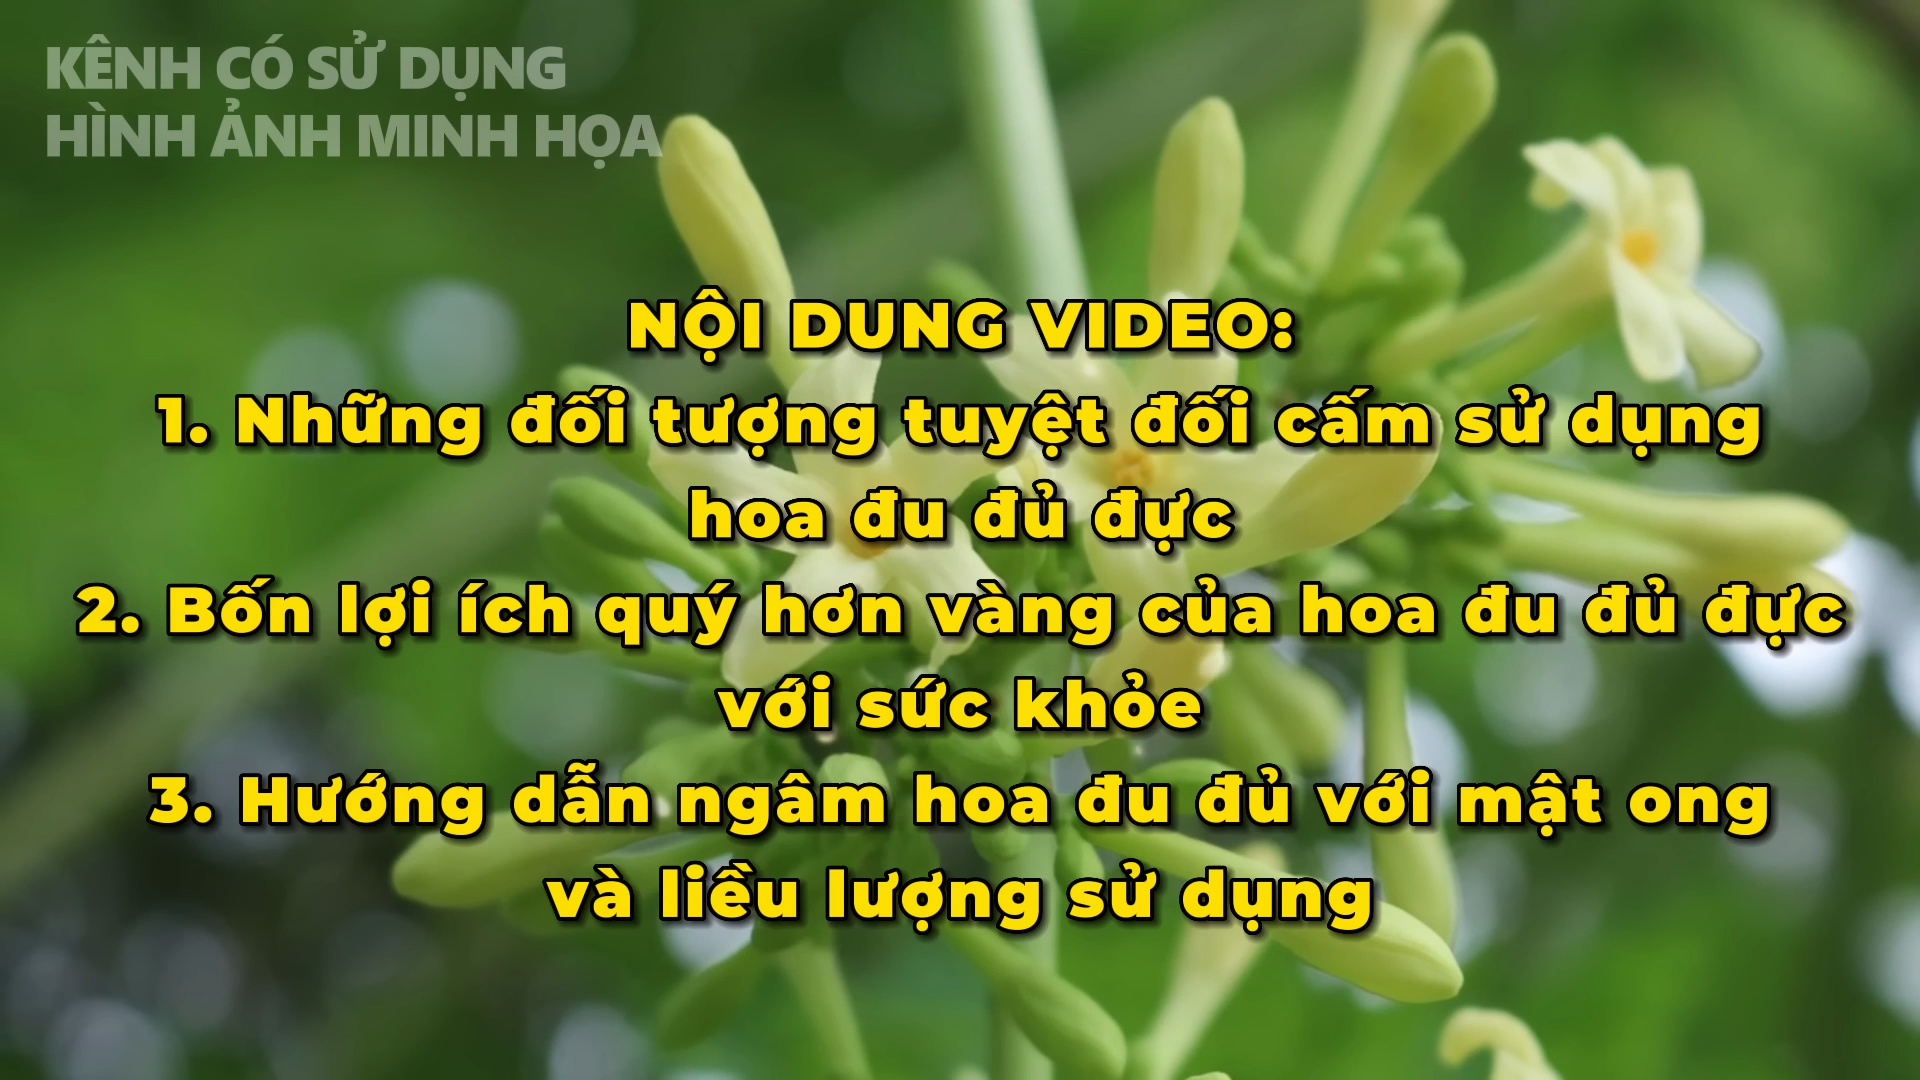 KÊNH CÓ SỬ DỤNG
HÌNH ẢNH MINH HỌA
NỘI DUNG VIDEO:
1. Những đối tượng tuyệt đối cấm sử dụng
hoa đu đủ đực
2. Bốn lợi ích quý hơn vàng của hoa đu đủ đực
với sức khỏe
3. Hướng dẫn ngâm hoa đu đủ với mật ong
và liều lượng sử dụng